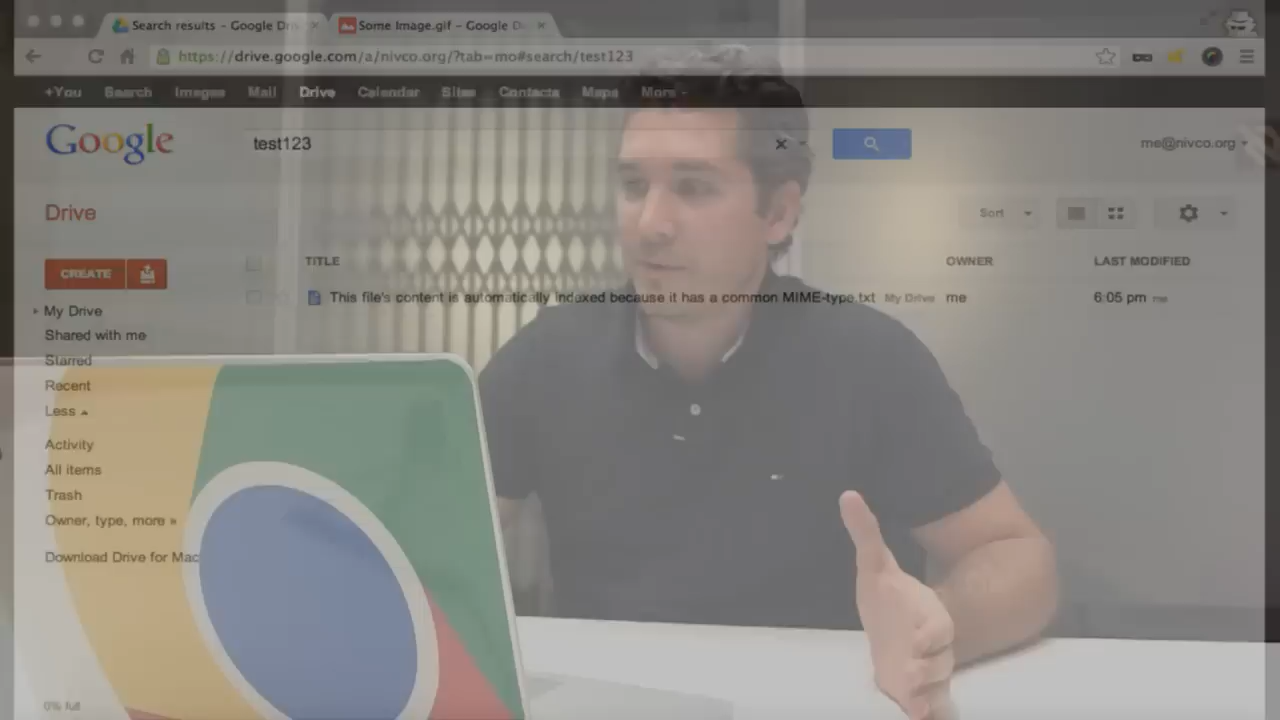 Search results - Google Dri
Some Image.gif - Google D
https://drive.google.com/a/nivco.org/?tab=mo#search/test123
+You Search Images Mail Drive Calendar Sites Contacts Maps More
Google
test123
me@nivco.org
Drive
Sort
CREATE
TITLE OWNER LAST MODIFIED
This file's content is automatically indexed because it has a common MIME-type.txt My Drive me 6:05 pm me
My Drive
Shared with me
Starred
Recent
Less
Activity
All items
Trash
Owner, type, more »
Download Drive for Mac
0% full